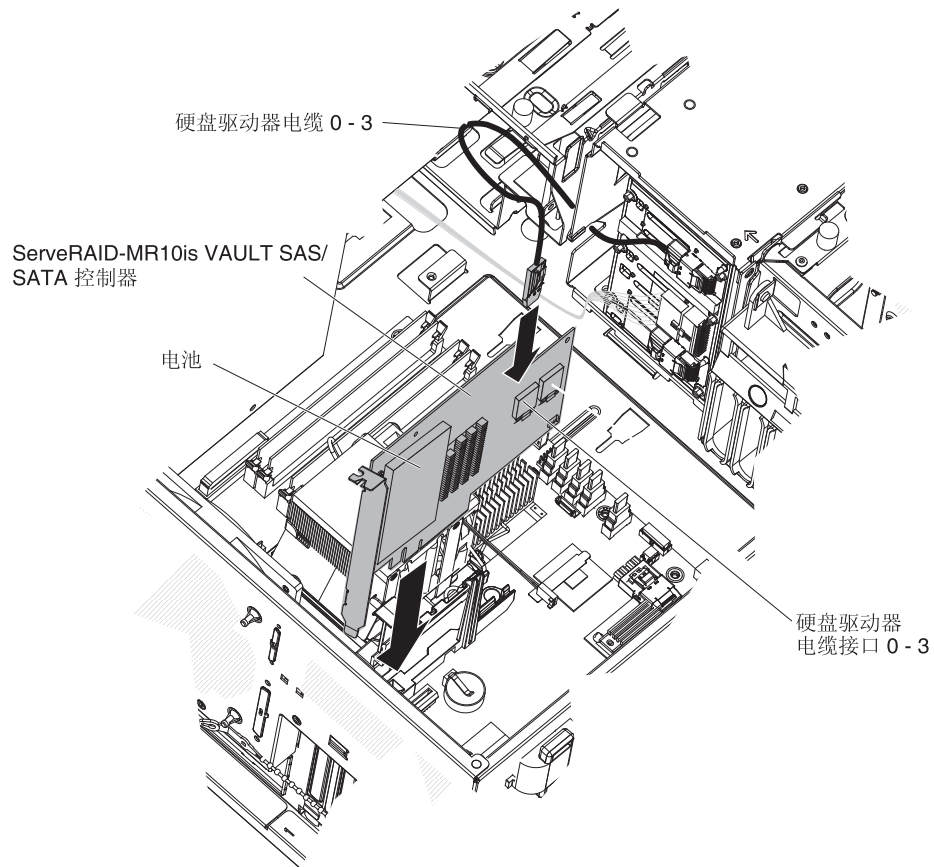 硬盘驱动器电缆 0 - 3
ServeRAID-MR10is VAULT SAS/
SATA 控制器
电池
硬盘驱动器
电缆接口 0 - 3